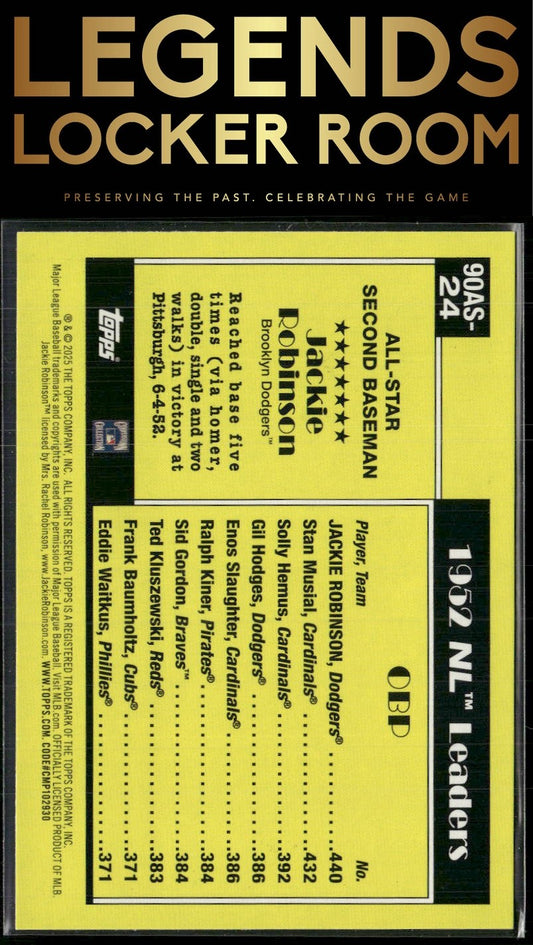 LEGENDS
LOCKER ROOM
PRESERVING THE PAST. CELEBRATING THE GAME
90AS-
24
ALL-STAR
SECOND BASEMAN
★★★★★★★
Jackie
Robinson
Brooklyn Dodgers™
Reached base five
times (via homer,
double, single and two
walks) in victory at
Pittsburgh, 6-4-52.
topps®
1952 NL™ Leaders
OBP
Player, Team No.
JACKIE ROBINSON, Dodgers® .440
Stan Musial, Cardinals® .432
Solly Hemus, Cardinals® .392
Gil Hodges, Dodgers® .386
Enos Slaughter, Cardinals® .386
Ralph Kiner, Pirates® .384
Sid Gordon, Braves™ .384
Ted Kluszewski, Reds® .383
Frank Baumholtz, Cubs® .371
Eddie Waitkus, Phillies® .371
® & © 2025 THE TOPPS COMPANY, INC. ALL RIGHTS RESERVED. TOPPS IS A REGISTERED TRADEMARK OF THE TOPPS COMPANY, INC.
Major League Baseball trademarks and copyrights are used with permission of Major League Baseball. Visit MLB.com. OFFICIALLY LICENSED PRODUCT OF MLB.
Jackie Robinson™ licensed by Mrs. Rachel Robinson, www.JackieRobinson.com. WWW.TOPPS.COM. CODE#CMP102930